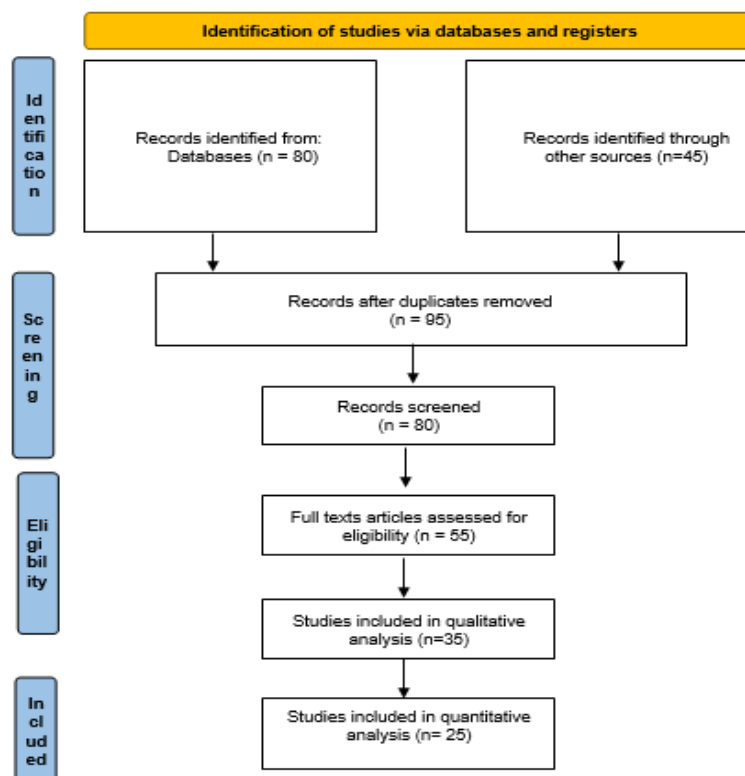 Identification of studies via databases and registers
Id
en
tifi
ca
tio
n
Records identified from:
Databases (n = 80)
Records identified through
other sources (n=45)
Sc
re
en
in
g
Records after duplicates removed
(n = 95)
Records screened
(n = 80)
Eli
gi
bil
ity
Full texts articles assessed for
eligibility (n = 55)
Studies included in qualitative
analysis (n=35)
In
cl
ud
ed
Studies included in quantitative
analysis (n= 25)